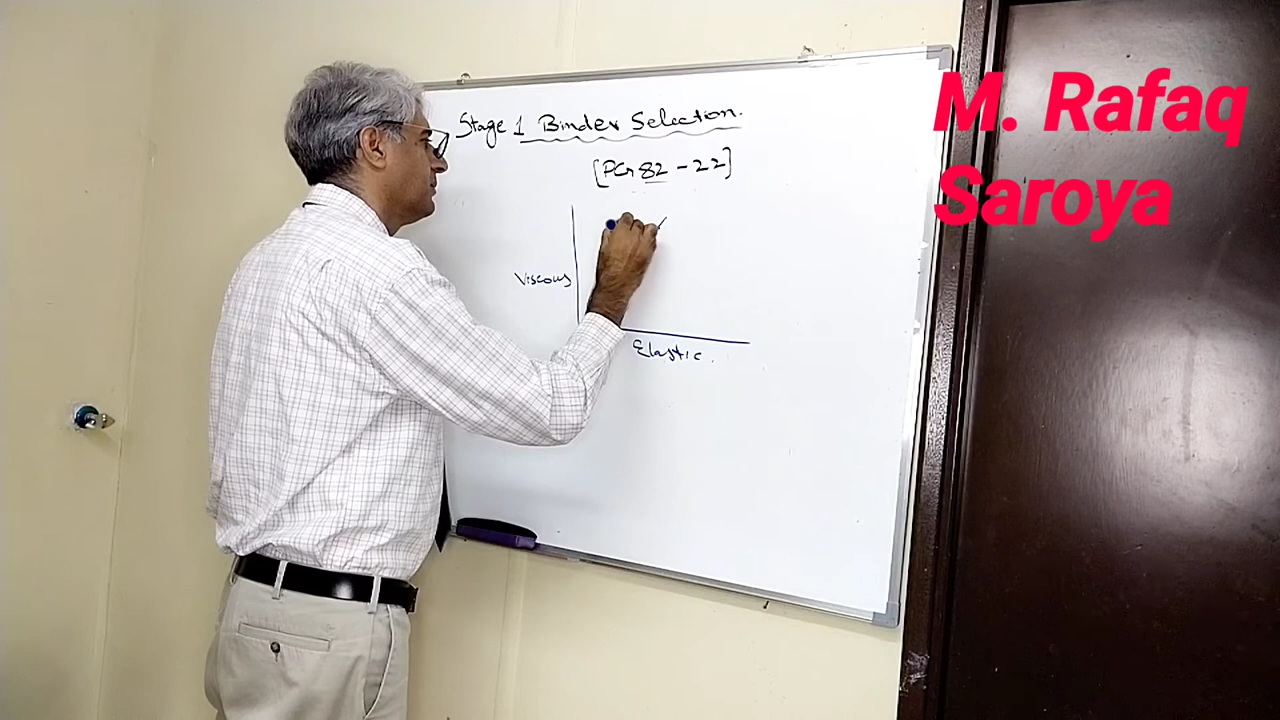 Stage 1 Binder Selection.
[PG 82 - 22]
Viscous
Elastic.
M. Rafaq
Saroya